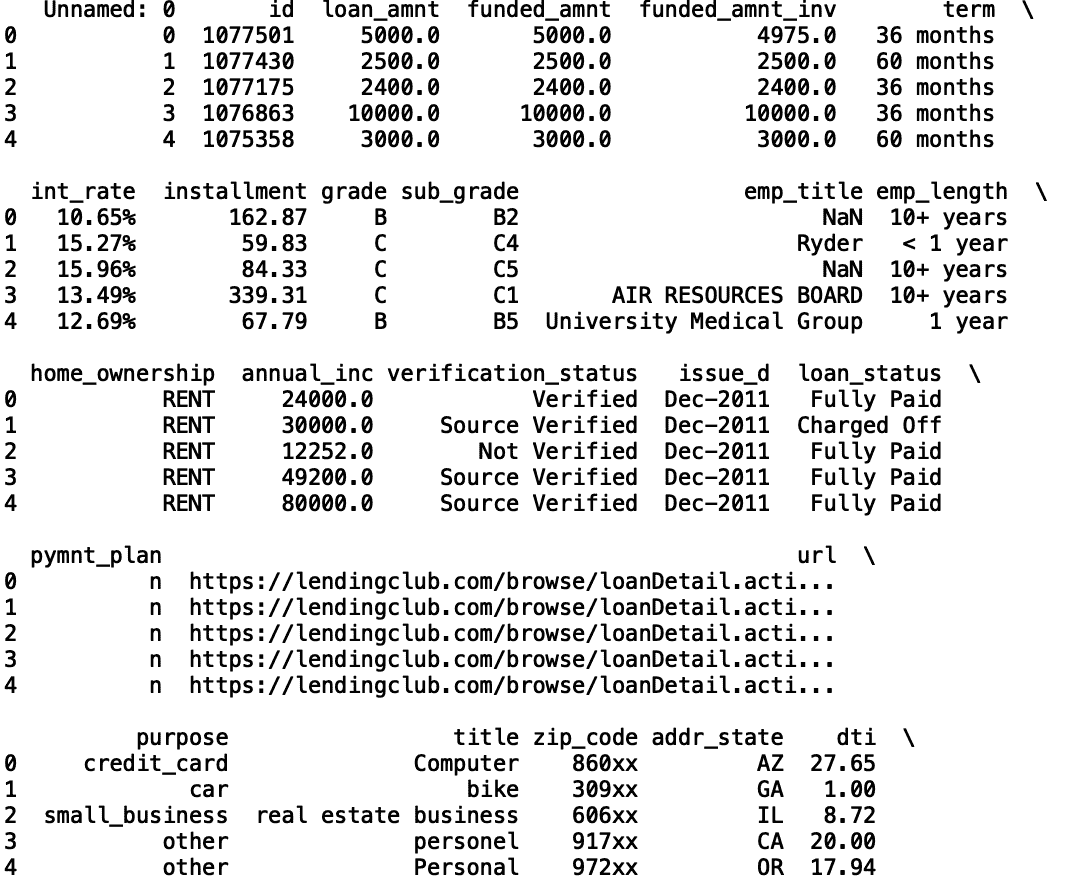 Unnamed: 0 id loan_amnt funded_amnt funded_amnt_inv term \
0 0 1077501 5000.0 5000.0 4975.0 36 months
1 1 1077430 2500.0 2500.0 2500.0 60 months
2 2 1077175 2400.0 2400.0 2400.0 36 months
3 3 1076863 10000.0 10000.0 10000.0 36 months
4 4 1075358 3000.0 3000.0 3000.0 60 months
int_rate installment grade sub_grade emp_title emp_length \
0 10.65% 162.87 B B2 NaN 10+ years
1 15.27% 59.83 C C4 Ryder < 1 year
2 15.96% 84.33 C C5 NaN 10+ years
3 13.49% 339.31 C C1 AIR RESOURCES BOARD 10+ years
4 12.69% 67.79 B B5 University Medical Group 1 year
home_ownership annual_inc verification_status issue_d loan_status \
0 RENT 24000.0 Verified Dec-2011 Fully Paid
1 RENT 30000.0 Source Verified Dec-2011 Charged Off
2 RENT 12252.0 Not Verified Dec-2011 Fully Paid
3 RENT 49200.0 Source Verified Dec-2011 Fully Paid
4 RENT 80000.0 Source Verified Dec-2011 Fully Paid
pymnt_plan url \
0 n https://lendingclub.com/browse/loanDetail.acti...
1 n https://lendingclub.com/browse/loanDetail.acti...
2 n https://lendingclub.com/browse/loanDetail.acti...
3 n https://lendingclub.com/browse/loanDetail.acti...
4 n https://lendingclub.com/browse/loanDetail.acti...
purpose title zip_code addr_state dti \
0 credit_card Computer 860xx AZ 27.65
1 car bike 309xx GA 1.00
2 small_business real estate business 606xx IL 8.72
3 other personel 917xx CA 20.00
4 other Personal 972xx OR 17.94